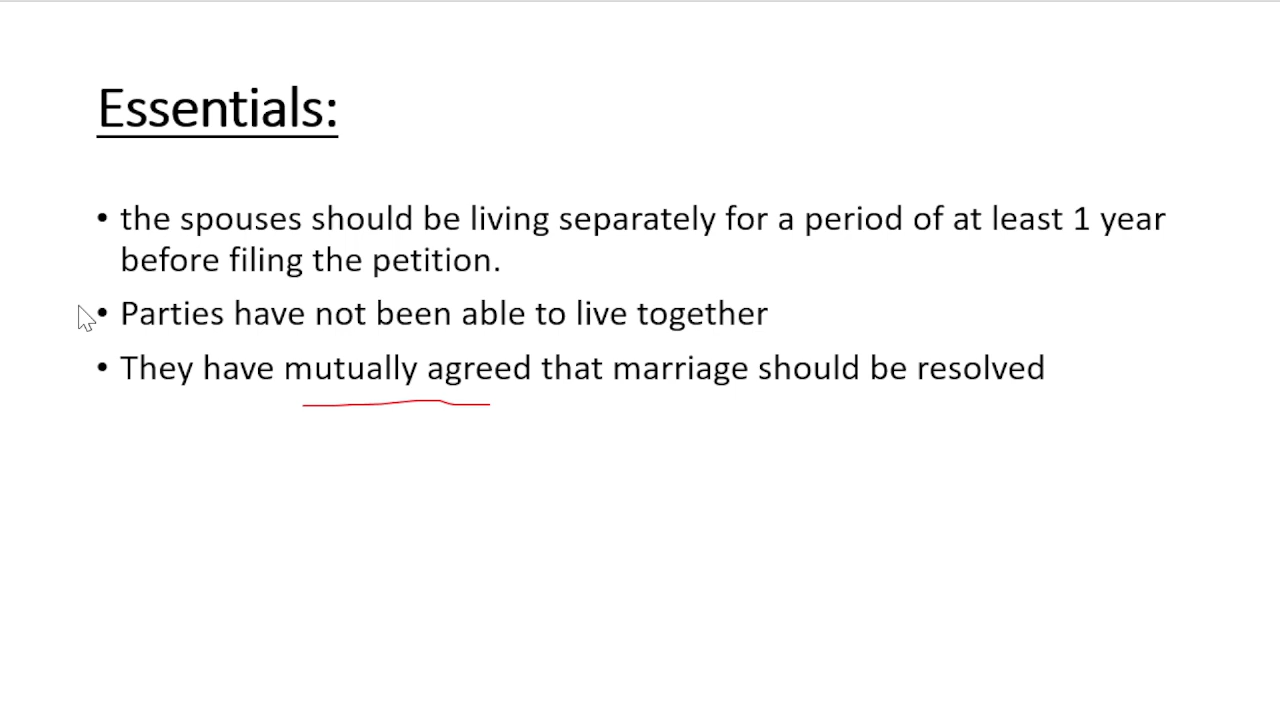 Essentials:
• the spouses should be living separately for a period of at least 1 year
before filing the petition.
• Parties have not been able to live together
• They have mutually agreed that marriage should be resolved